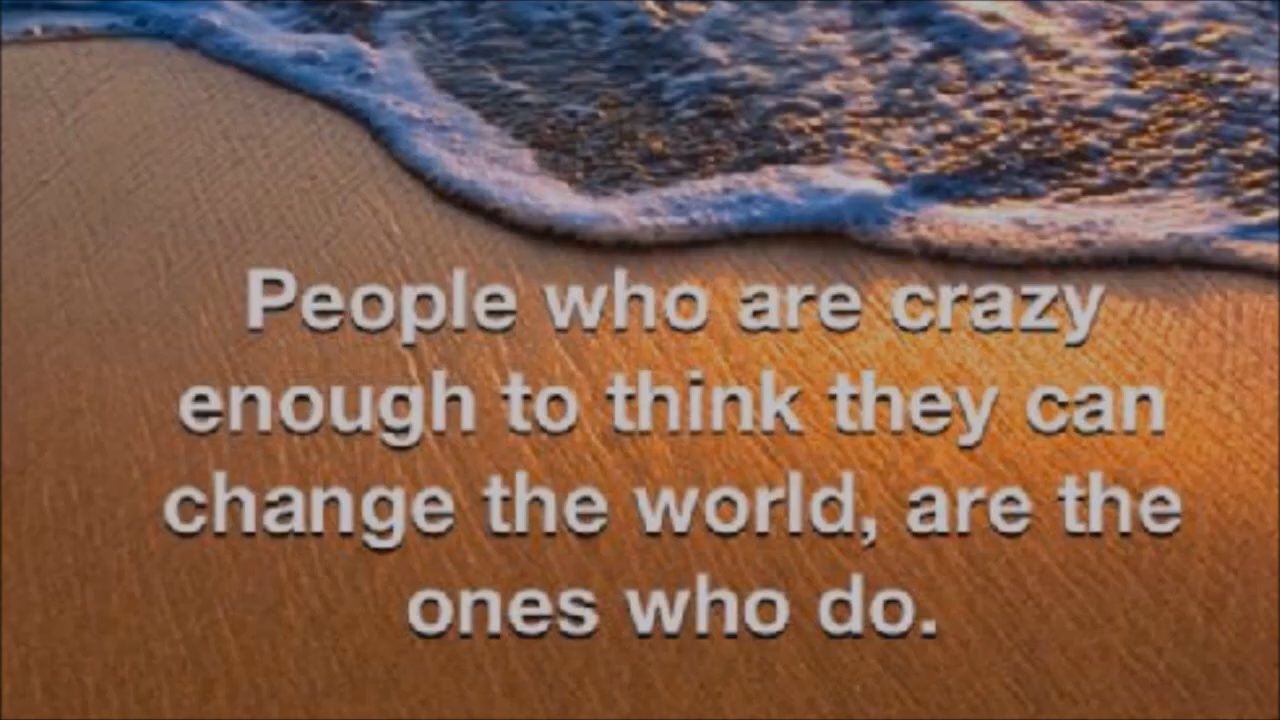 People who are crazy
enough to think they can
change the world, are the
ones who do.